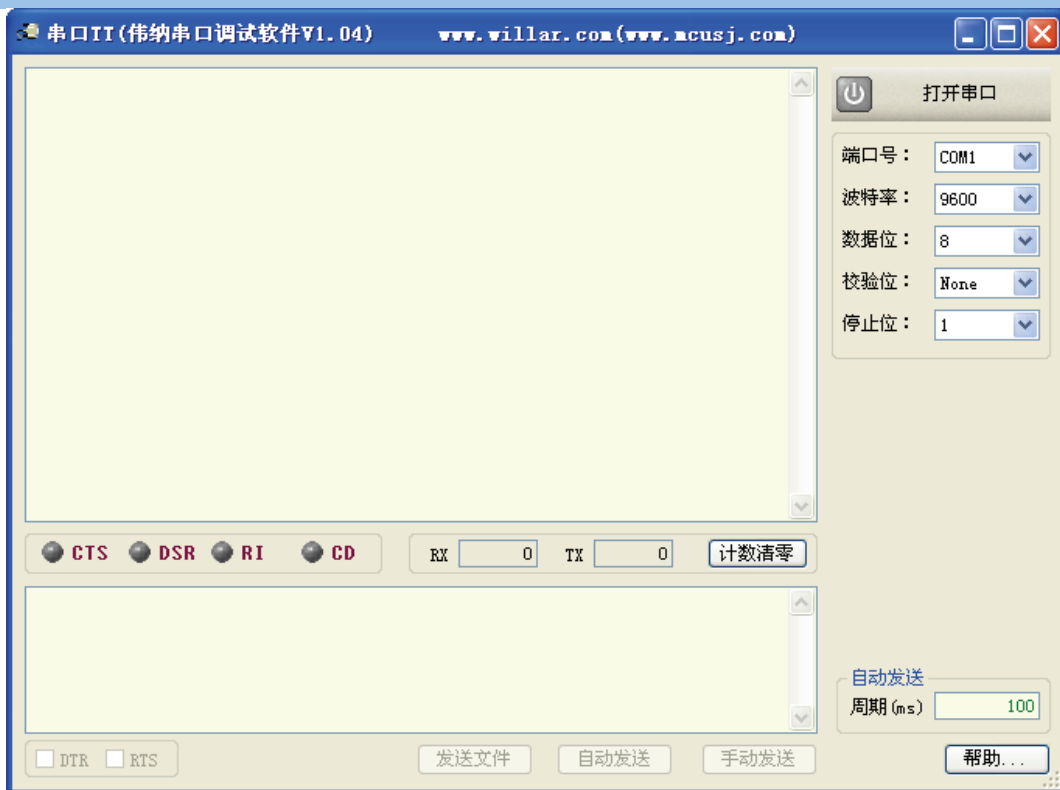 串口TT(伟纳串口调试软件V1.04) www.willar.com(www.mcusj.com)
打开串口
端口号： COM1
波特率： 9600
数据位： 8
校验位： None
停止位： 1
CTS DSR RI CD RX 0 TX 0 计数清零
自动发送
周期(ms) 100
DTR RTS 发送文件 自动发送 手动发送 帮助...